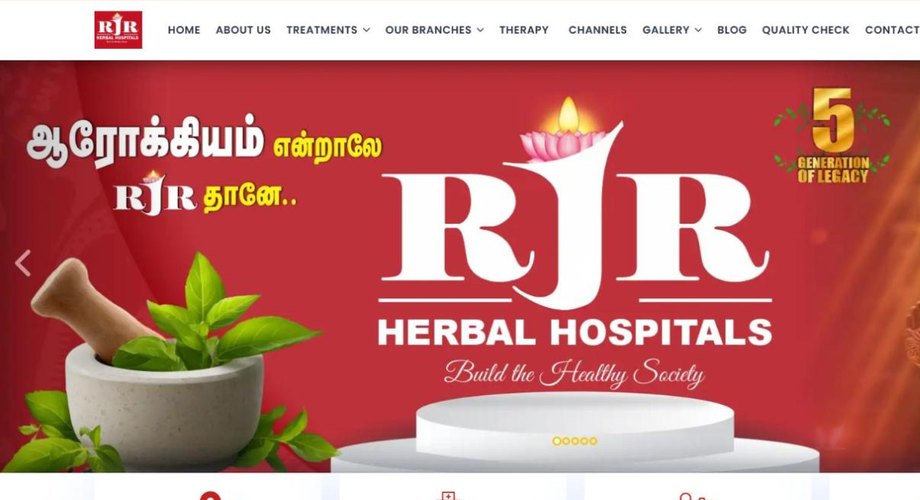 RJR
HERBAL HOSPITALS
HOME ABOUT US TREATMENTS OUR BRANCHES THERAPY CHANNELS GALLERY BLOG QUALITY CHECK CONTACT
ஆரோக்கியம் என்றாலே
RJR தானே..
5
GENERATION
OF LEGACY
RJR
HERBAL HOSPITALS
Build the Healthy Society